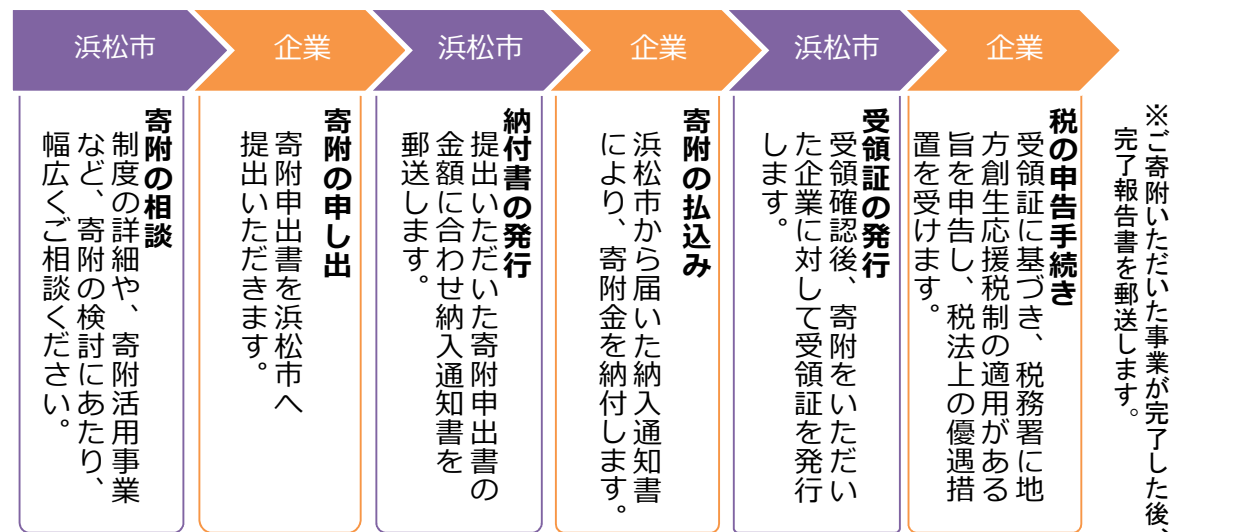 浜松市
企業
浜松市
企業
浜松市
企業
寄附の相談
制度の詳細や、寄附活用事業
など、寄附の検討にあたり、
幅広くご相談ください。
寄附の申し出
寄附申出書を浜松市へ
提出いただきます。
納付書の発行
提出いただいた寄附申出書の
金額に合わせ納入通知書を
郵送します。
寄附の払込み
浜松市から届いた納入通知書
により、寄附金を納付します。
受領証の発行
受領確認後、寄附をいただい
た企業に対して受領証を発行
します。
税の申告手続き
受領証に基づき、税務署に地
方創生応援税制の適用がある
旨を申告し、税法上の優遇措
置を受けます。
※ご寄附いただいた事業が完了した後、
完了報告書を郵送します。